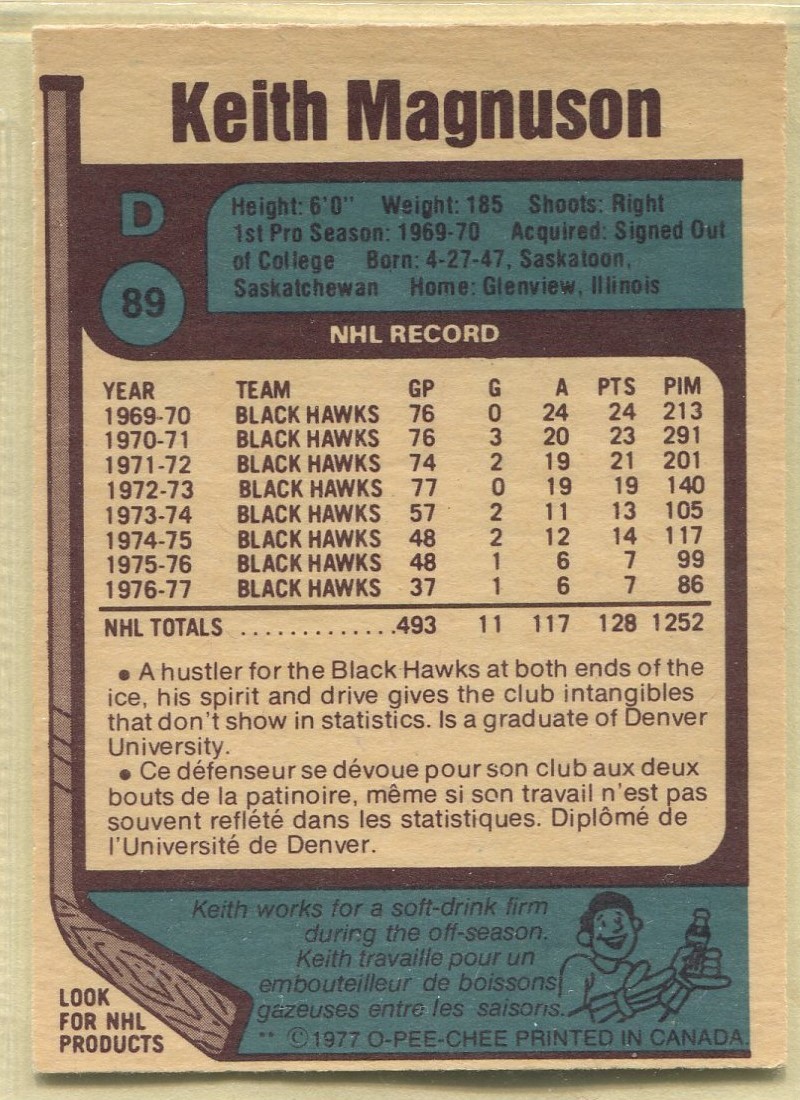 Keith Magnuson
D
89
Height: 6'0" Weight: 185 Shoots: Right
1st Pro Season: 1969-70 Acquired: Signed Out
of College Born: 4-27-47, Saskatoon,
Saskatchewan Home: Glenview, Illinois
NHL RECORD
YEAR TEAM GP G A PTS PIM
1969-70 BLACK HAWKS 76 0 24 24 213
1970-71 BLACK HAWKS 76 3 20 23 291
1971-72 BLACK HAWKS 74 2 19 21 201
1972-73 BLACK HAWKS 77 0 19 19 140
1973-74 BLACK HAWKS 57 2 11 13 105
1974-75 BLACK HAWKS 48 2 12 14 117
1975-76 BLACK HAWKS 48 1 6 7 99
1976-77 BLACK HAWKS 37 1 6 7 86
NHL TOTALS .............493 11 117 128 1252
• A hustler for the Black Hawks at both ends of the
ice, his spirit and drive gives the club intangibles
that don't show in statistics. Is a graduate of Denver
University.
• Ce défenseur se dévoue pour son club aux deux
bouts de la patinoire, même si son travail n'est pas
souvent reflété dans les statistiques. Diplômé de
l'Université de Denver.
Keith works for a soft-drink firm
during the off-season.
Keith travaille pour un
embouteilleur de boissons
gazeuses entre les saisons.
LOOK
FOR NHL
PRODUCTS
** ©1977 O-PEE-CHEE PRINTED IN CANADA.